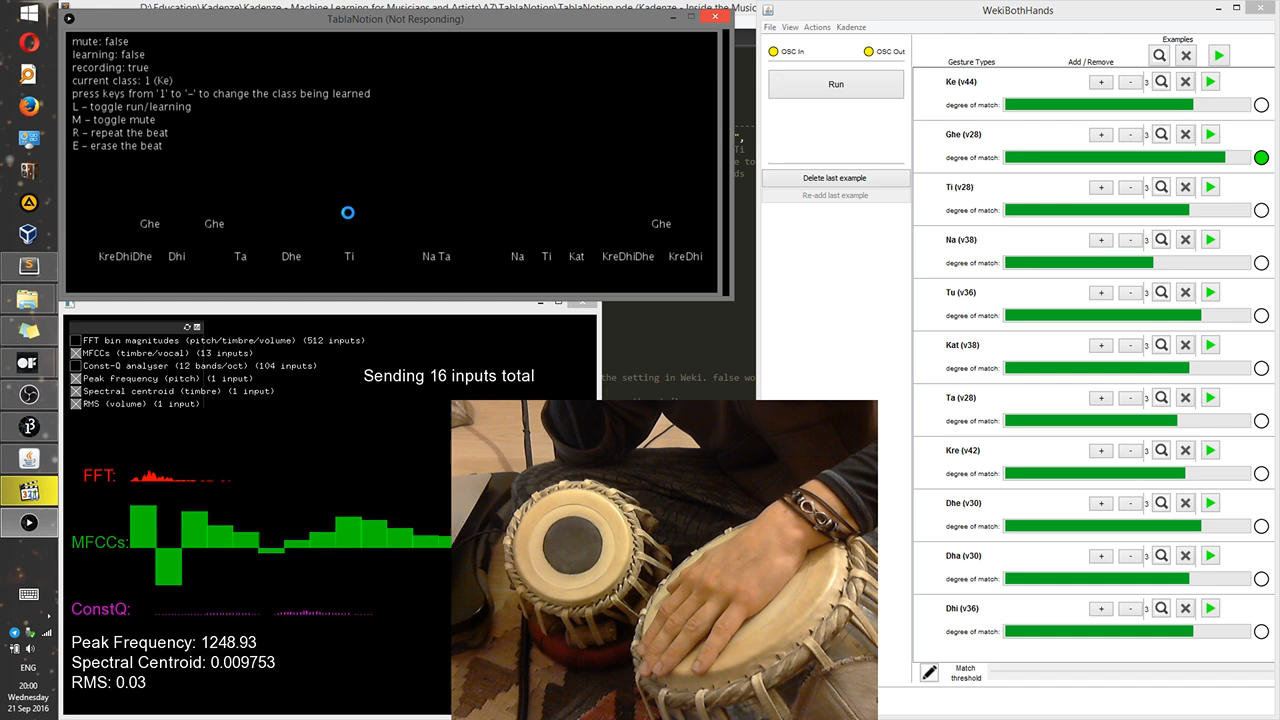 D:\Education\Kadenze\Kadenze - Machine Learning for Musicians and Artists\A7\TablaNotion\TablaNotion.pde (Kadenze - Inside the Music
TablaNotion (Not Responding)
mute: false
learning: false
recording: true
current class: 1 (Ke)
press keys from '1' to '-' to change the class being learned
L - toggle run/learning
M - toggle mute
R - repeat the beat
E - erase the beat
Ghe Ghe Ghe
KreDhiDhe Dhi Ta Dhe Ti Na Ta Na Ti Kat KreDhiDhe KreDhi
FFT bin magnitudes (pitch/timbre/volume) (512 inputs)
MFCCs (timbre/vocal) (13 inputs)
Const-Q analyser (12 bands/oct) (104 inputs)
Peak frequency (pitch) (1 input)
Spectral centroid (timbre) (1 input)
RMS (volume) (1 input)
Sending 16 inputs total
the setting in Weki. false wo
FFT:
MFCCs:
ConstQ:
Peak Frequency: 1248.93
Spectral Centroid: 0.009753
RMS: 0.03
WekiBothHands
File View Actions Kadenze
OSC In OSC Out
Run
Delete last example
Re-add last example
Examples
Gesture Types Add / Remove
Ke (v44) + - 3
degree of match:
Ghe (v28) + - 3
degree of match:
Ti (v28) + - 3
degree of match:
Na (v38) + - 3
degree of match:
Tu (v36) + - 3
degree of match:
Kat (v38) + - 3
degree of match:
Ta (v28) + - 3
degree of match:
Kre (v42) + - 3
degree of match:
Dhe (v30) + - 3
degree of match:
Dha (v30) + - 3
degree of match:
Dhi (v36) + - 3
degree of match:
Match
threshold
ENG
20:00
Wednesday
21 Sep 2016